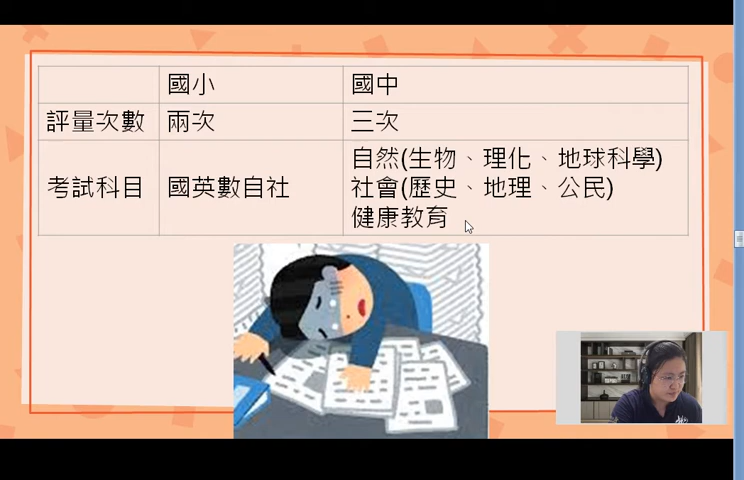 國小 國中
評量次數 兩次 三次
自然(生物、理化、地球科學)
考試科目 國英數自社 社會(歷史、地理、公民)
健康教育